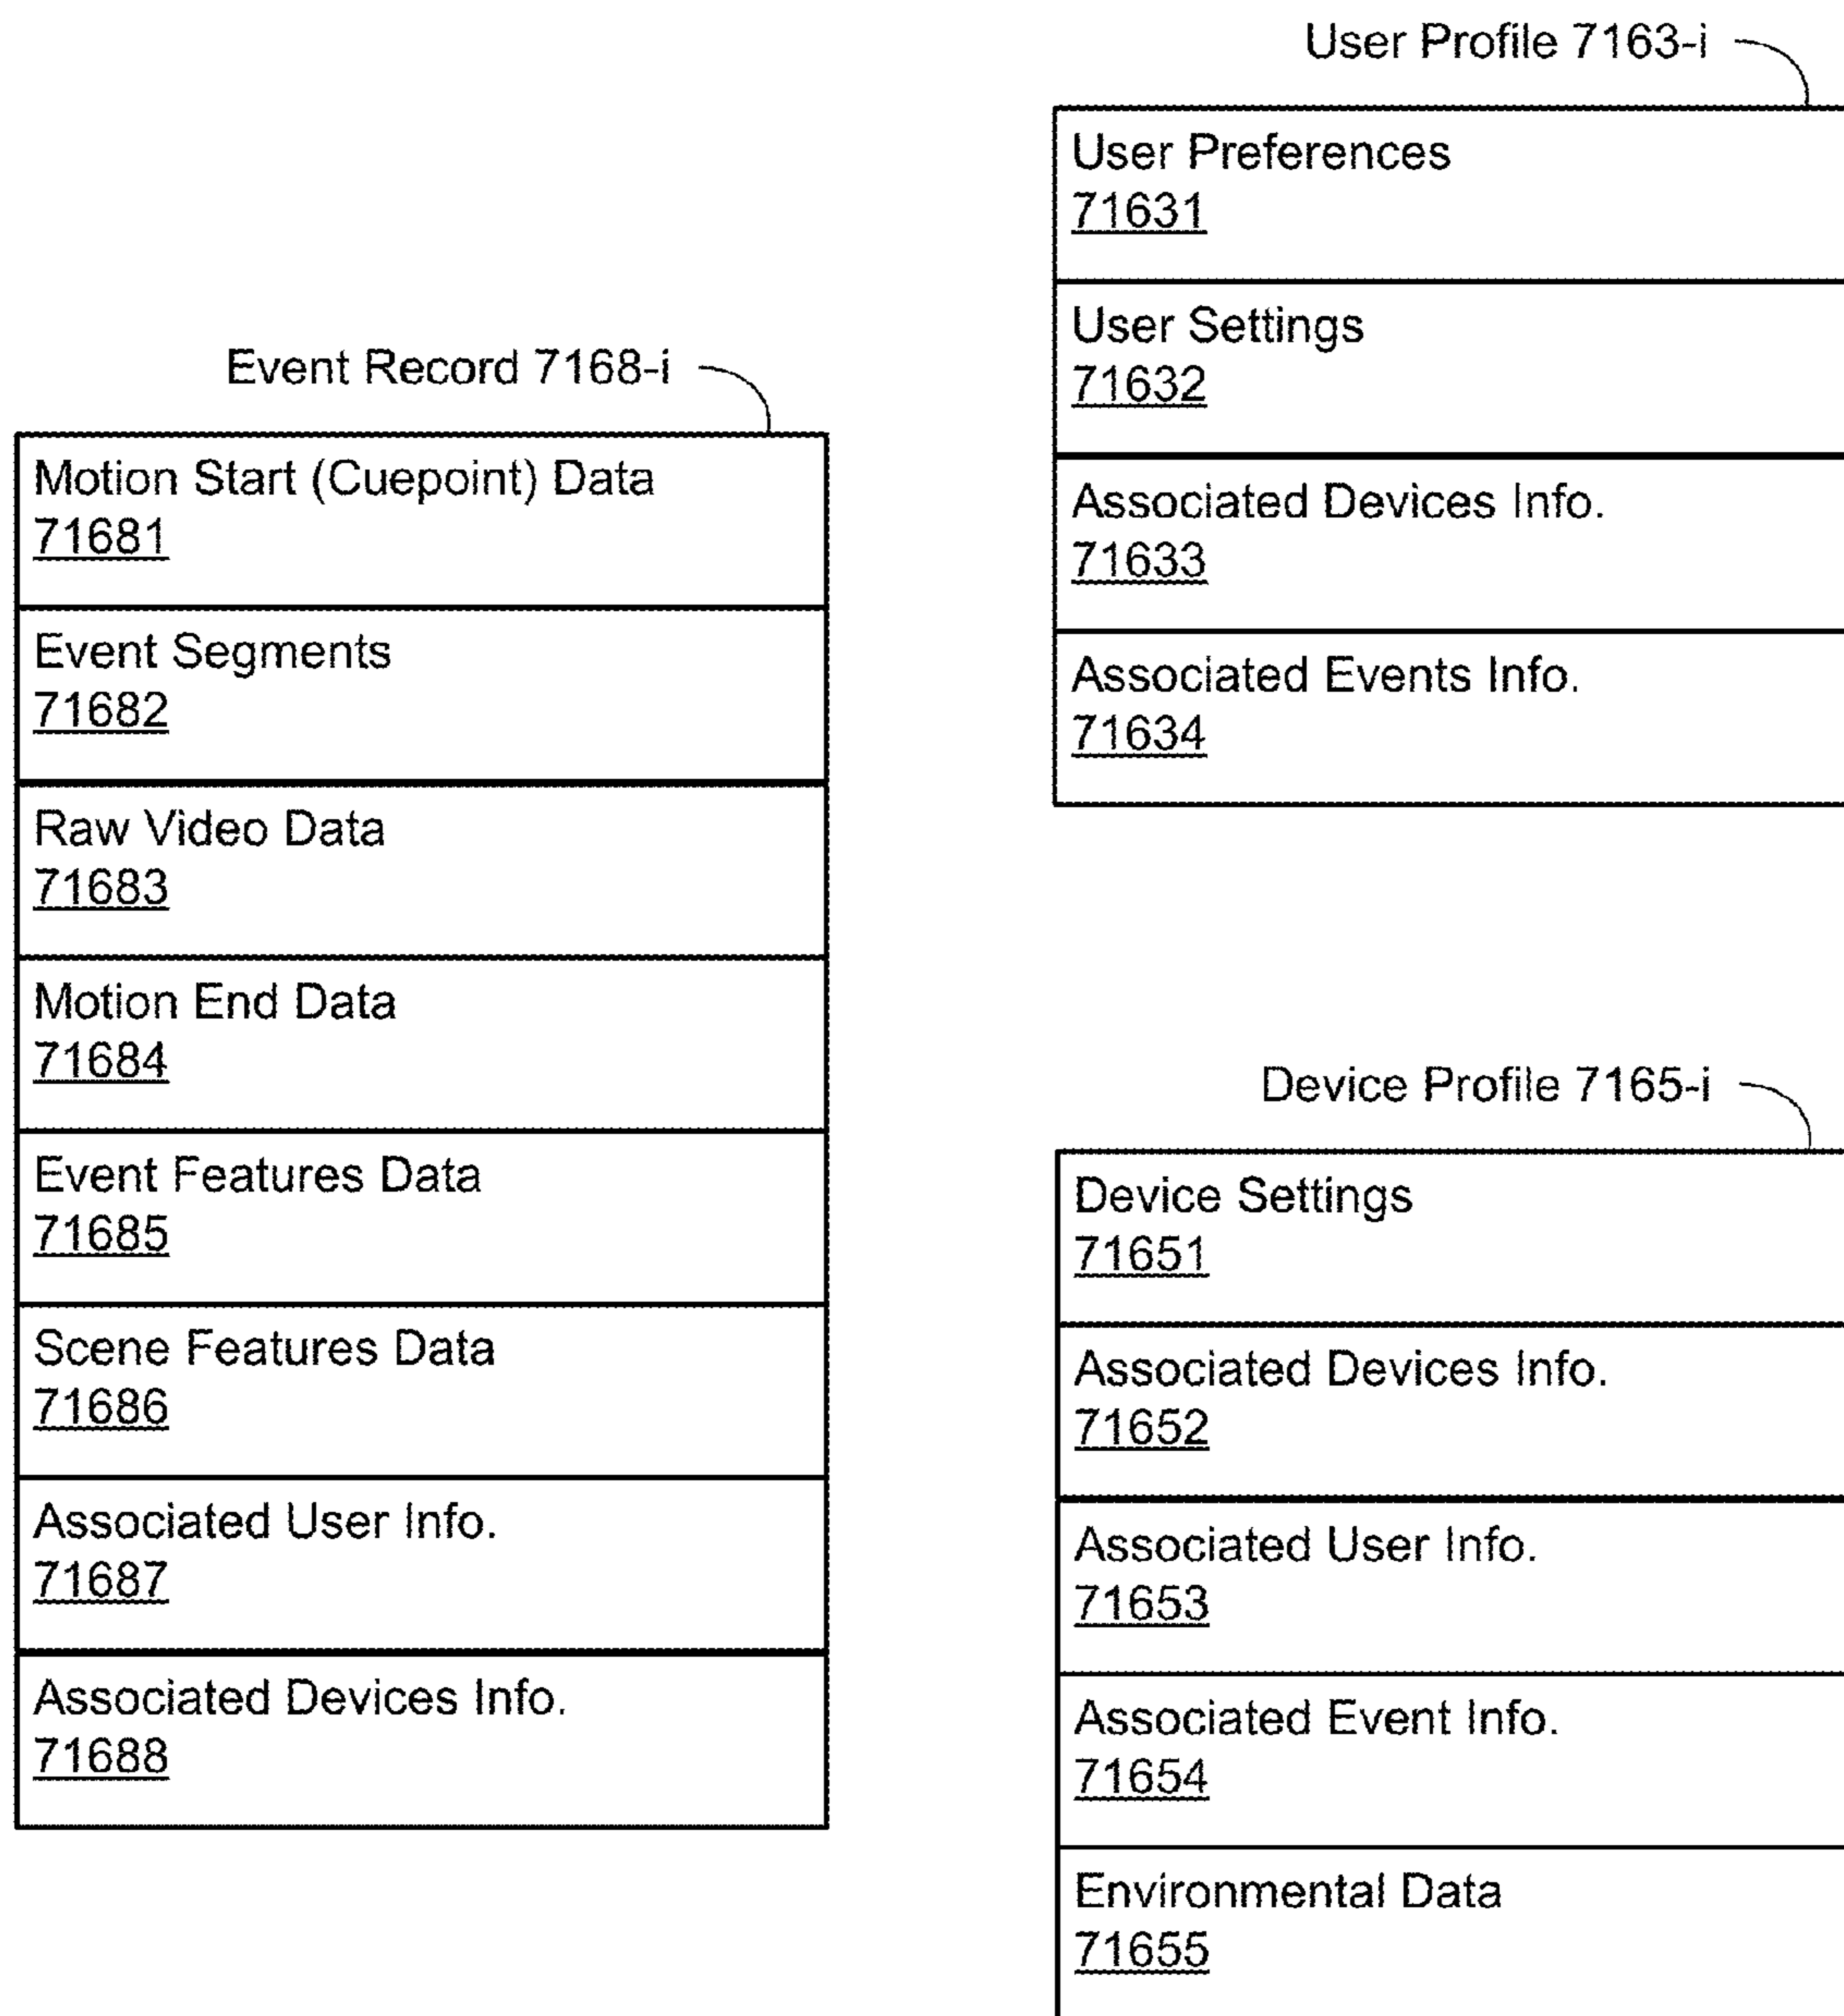 Event Record 7168-i
Motion Start (Cuepoint) Data
71681
Event Segments
71682
Raw Video Data
71683
Motion End Data
71684
Event Features Data
71685
Scene Features Data
71686
Associated User Info.
71687
Associated Devices Info.
71688
User Profile 7163-i
User Preferences
71631
User Settings
71632
Associated Devices Info.
71633
Associated Events Info.
71634
Device Profile 7165-i
Device Settings
71651
Associated Devices Info.
71652
Associated User Info.
71653
Associated Event Info.
71654
Environmental Data
71655